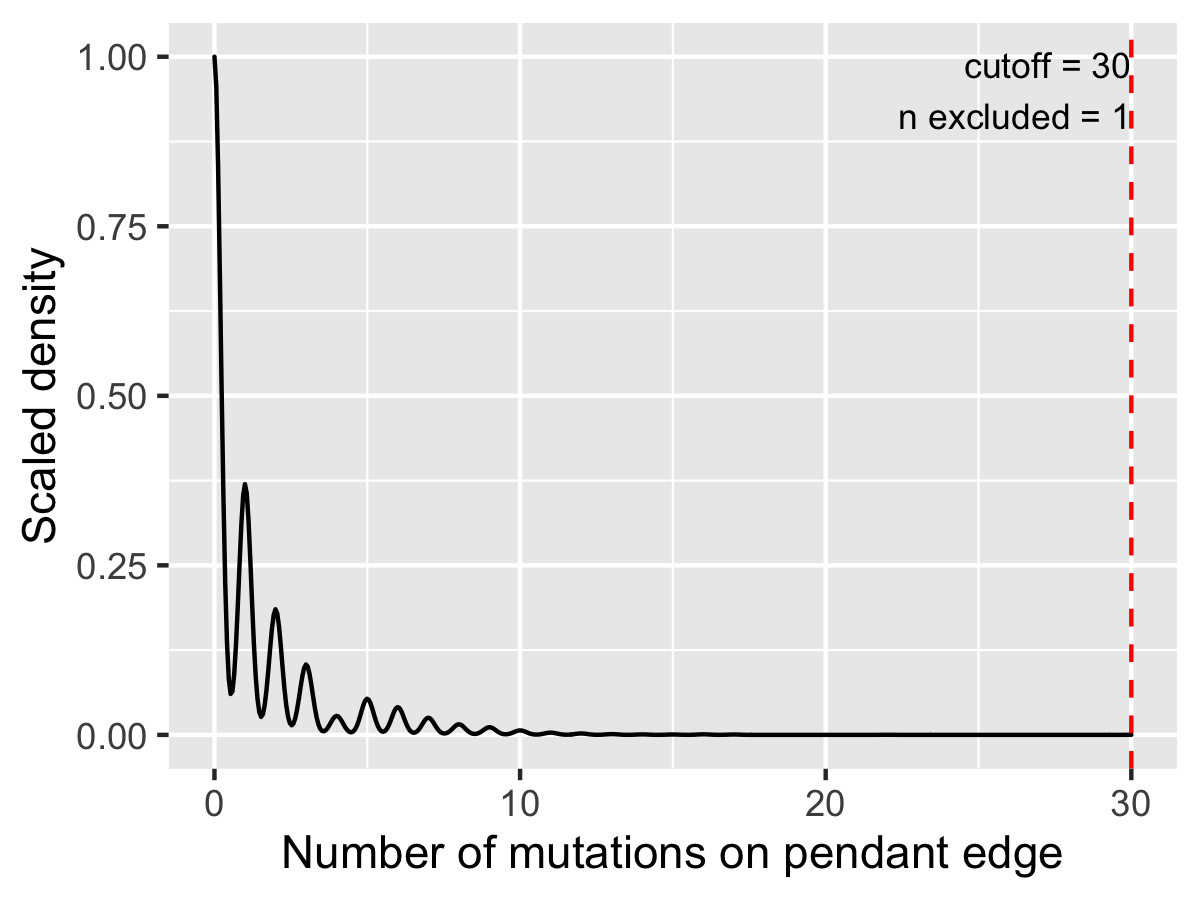 cutoff = 30
n excluded = 1
1.00
0.75
0.50
0.25
0.00
Scaled density
0 10 20 30
Number of mutations on pendant edge